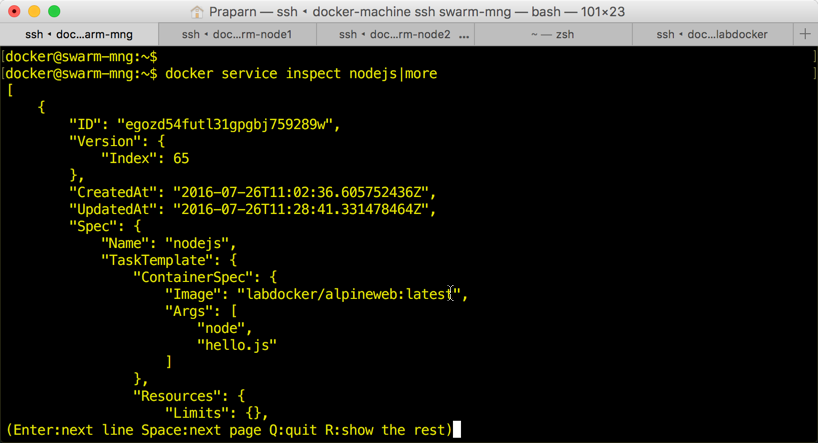 Praparn — ssh ‹ docker-machine ssh swarm-mng — bash — 101×23
ssh ‹ doc...arm-mng
ssh ‹ doc...rm-node1
ssh ‹ doc...rm-node2 ...
~ — zsh
ssh ‹ doc...labdocker
[docker@swarm-mng:~$ ]
[docker@swarm-mng:~$ docker service inspect nodejs|more ]
[
    {
        "ID": "egozd54futl31gpgbj759289w",
        "Version": {
            "Index": 65
        },
        "CreatedAt": "2016-07-26T11:02:36.605752436Z",
        "UpdatedAt": "2016-07-26T11:28:41.331478464Z",
        "Spec": {
            "Name": "nodejs",
            "TaskTemplate": {
                "ContainerSpec": {
                    "Image": "labdocker/alpineweb:latest",
                    "Args": [
                        "node",
                        "hello.js"
                    ]
                },
                "Resources": {
                    "Limits": {},
(Enter:next line Space:next page Q:quit R:show the rest)